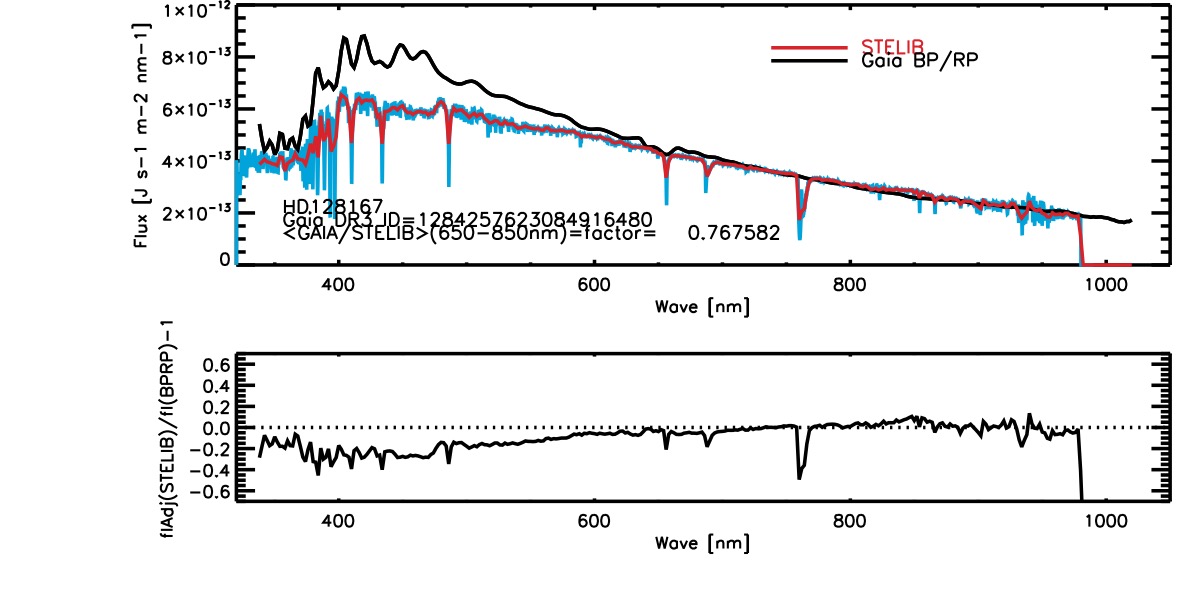 1×10−12
8×10−13
6×10−13
4×10−13
2×10−13
0
Flux [J s−1 m−2 nm−1]
STELIB
Gaia BP/RP
HD128167
Gaia DR3 ID=1284257623084916480
<GAIA/STELIB>(650−850nm)=factor= 0.767582
400 600 800 1000
Wave [nm]
flAdj(STELIB)/fl(BPRP)−1
0.6
0.4
0.2
0.0
−0.2
−0.4
−0.6
400 600 800 1000
Wave [nm]